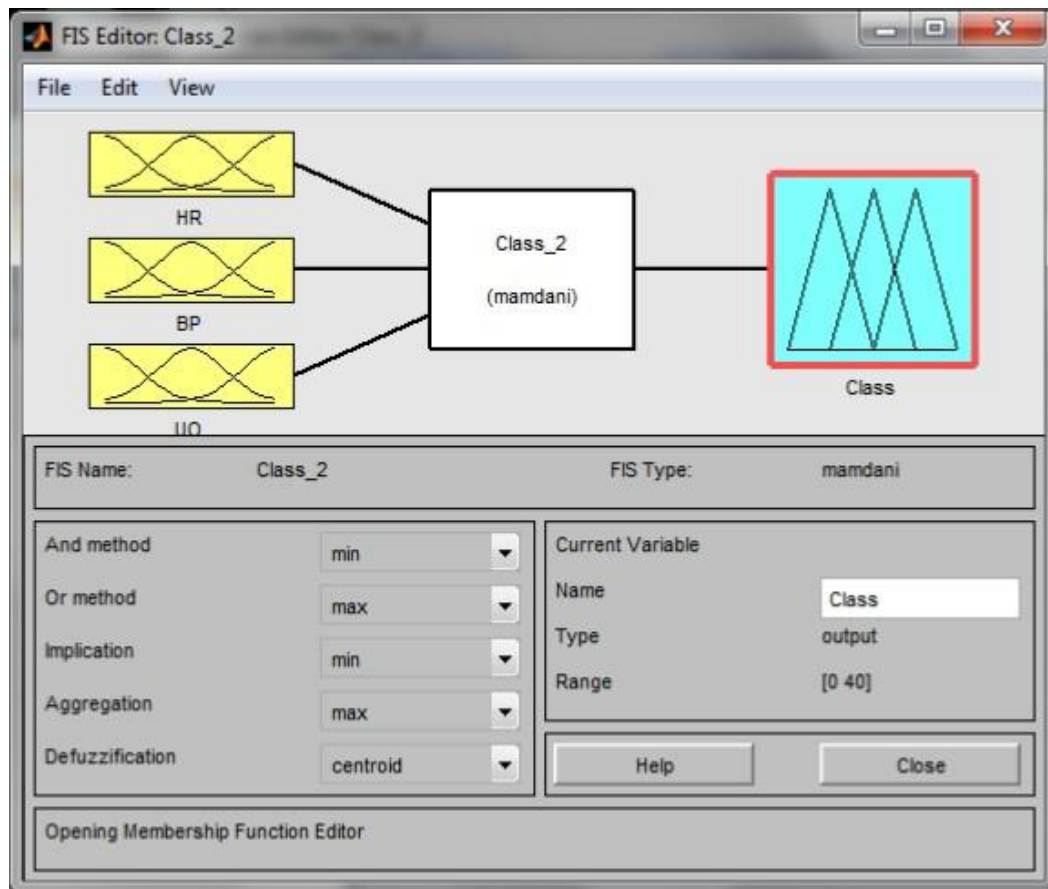 FIS Editor: Class_2
File Edit View
HR
BP
UO
Class_2
(mamdani)
Class
FIS Name: Class_2 FIS Type: mamdani
And method min
Or method max
Implication min
Aggregation max
Defuzzification centroid
Current Variable
Name Class
Type output
Range [0 40]
Help Close
Opening Membership Function Editor